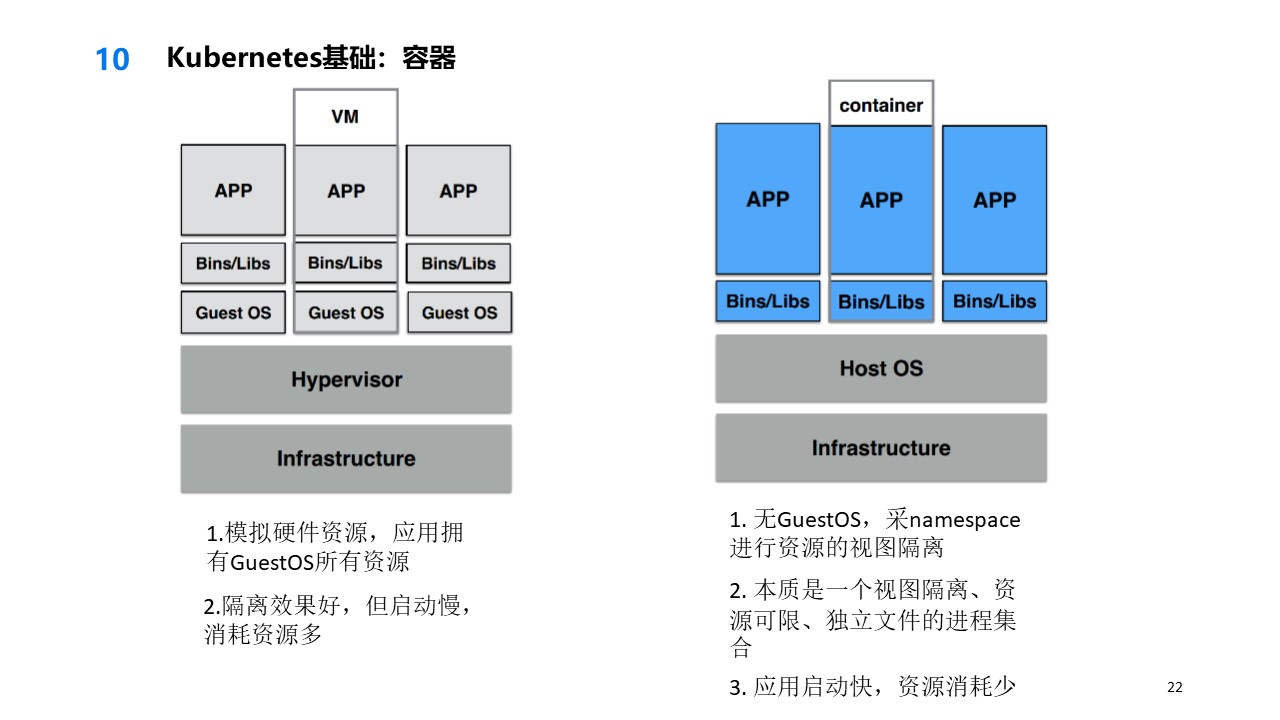 10 Kubernetes基础：容器
VM
APP APP APP
Bins/Libs Bins/Libs Bins/Libs
Guest OS Guest OS Guest OS
Hypervisor
Infrastructure
1.模拟硬件资源，应用拥
有GuestOS所有资源
2.隔离效果好，但启动慢，
消耗资源多
container
APP APP APP
Bins/Libs Bins/Libs Bins/Libs
Host OS
Infrastructure
1. 无GuestOS，采namespace
进行资源的视图隔离
2. 本质是一个视图隔离、资
源可限、独立文件的进程集
合
3. 应用启动快，资源消耗少
22